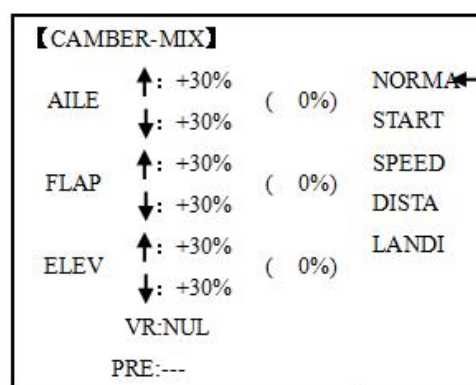 【CAMBER-MIX】
AILE ↑: +30% ( 0%) NORMA←
↓: +30% START
FLAP ↑: +30% ( 0%) SPEED
↓: +30% DISTA
ELEV ↑: +30% ( 0%) LANDI
↓: +30%
VR:NUL
PRE:---